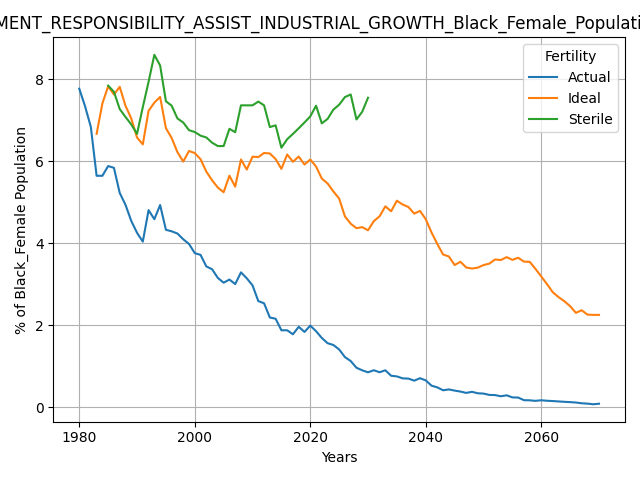 MENT_RESPONSIBILITY_ASSIST_INDUSTRIAL_GROWTH_Black_Female_Populati
Fertility
Actual
Ideal
Sterile
% of Black_Female Population
8
6
4
2
0
1980 2000 2020 2040 2060
Years